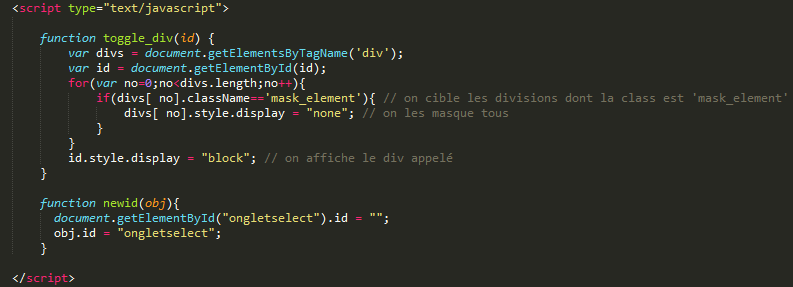 <script type="text/javascript">
function toggle_div(id) {
var divs = document.getElementsByTagName('div');
var id = document.getElementById(id);
for(var no=0;no<divs.length;no++){
if(divs[ no].className=='mask_element'){ // on cible les divisions dont la class est 'mask_element'
divs[ no].style.display = "none"; // on les masque tous
}
}
id.style.display = "block"; // on affiche le div appelé
}
function newid(obj){
document.getElementById("ongletselect").id = "";
obj.id = "ongletselect";
}
</script>